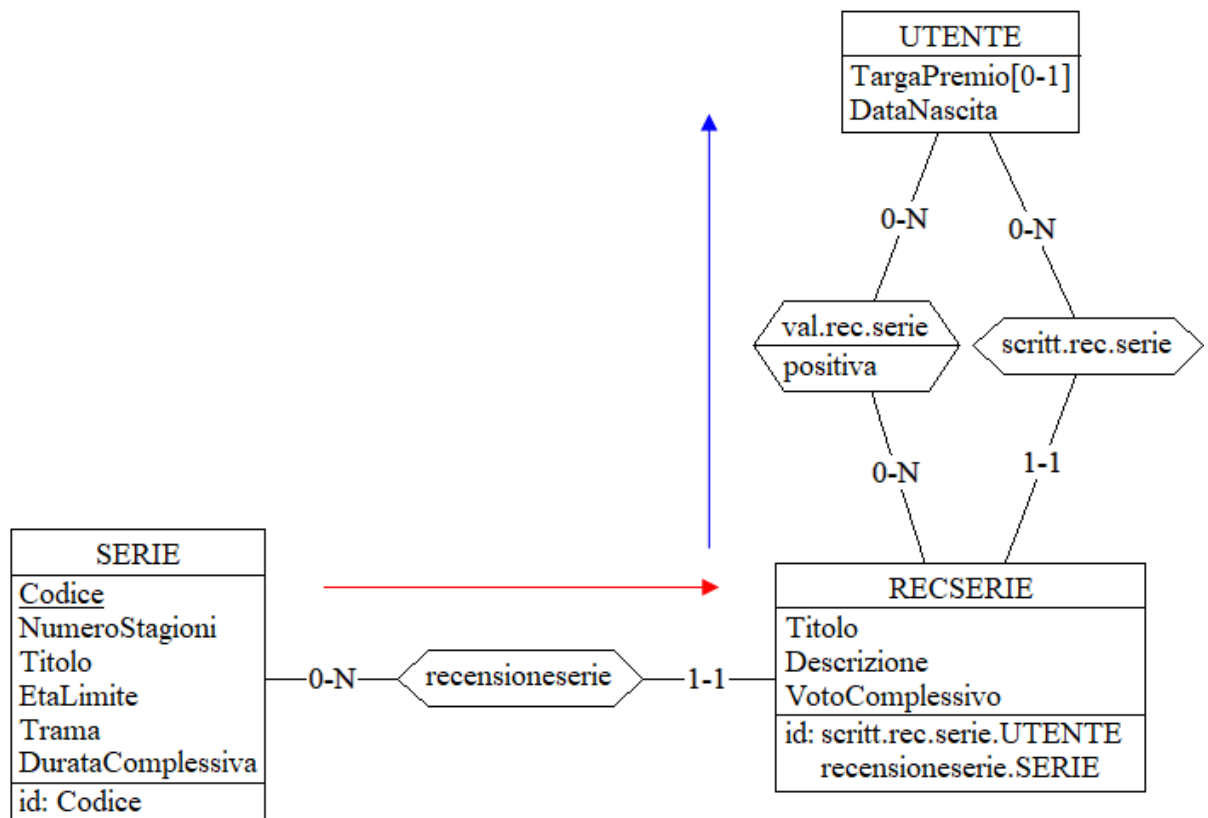 UTENTE
TargaPremio[0-1]
DataNascita
0-N
0-N
val.rec.serie
positiva
scritt.rec.serie
0-N
1-1
SERIE
Codice
NumeroStagioni
Titolo
EtaLimite
Trama
DurataComplessiva
id: Codice
0-N
recensioneserie
1-1
RECSERIE
Titolo
Descrizione
VotoComplessivo
id: scritt.rec.serie.UTENTE
recensioneserie.SERIE